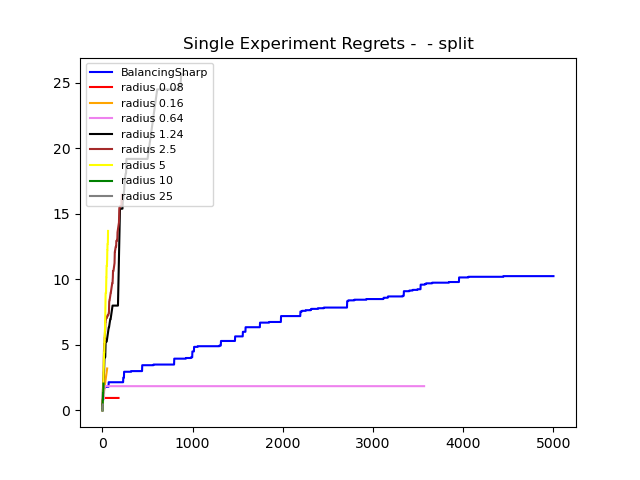 Single Experiment Regrets -  - split
BalancingSharp
radius 0.08
radius 0.16
radius 0.64
radius 1.24
radius 2.5
radius 5
radius 10
radius 25
25
20
15
10
5
0
0 1000 2000 3000 4000 5000